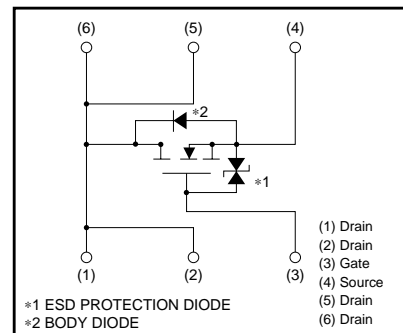 (6) (5) (4)
∗2
∗1
(1) (2) (3)
(1) Drain
(2) Drain
(3) Gate
(4) Source
(5) Drain
(6) Drain
∗1 ESD PROTECTION DIODE
∗2 BODY DIODE